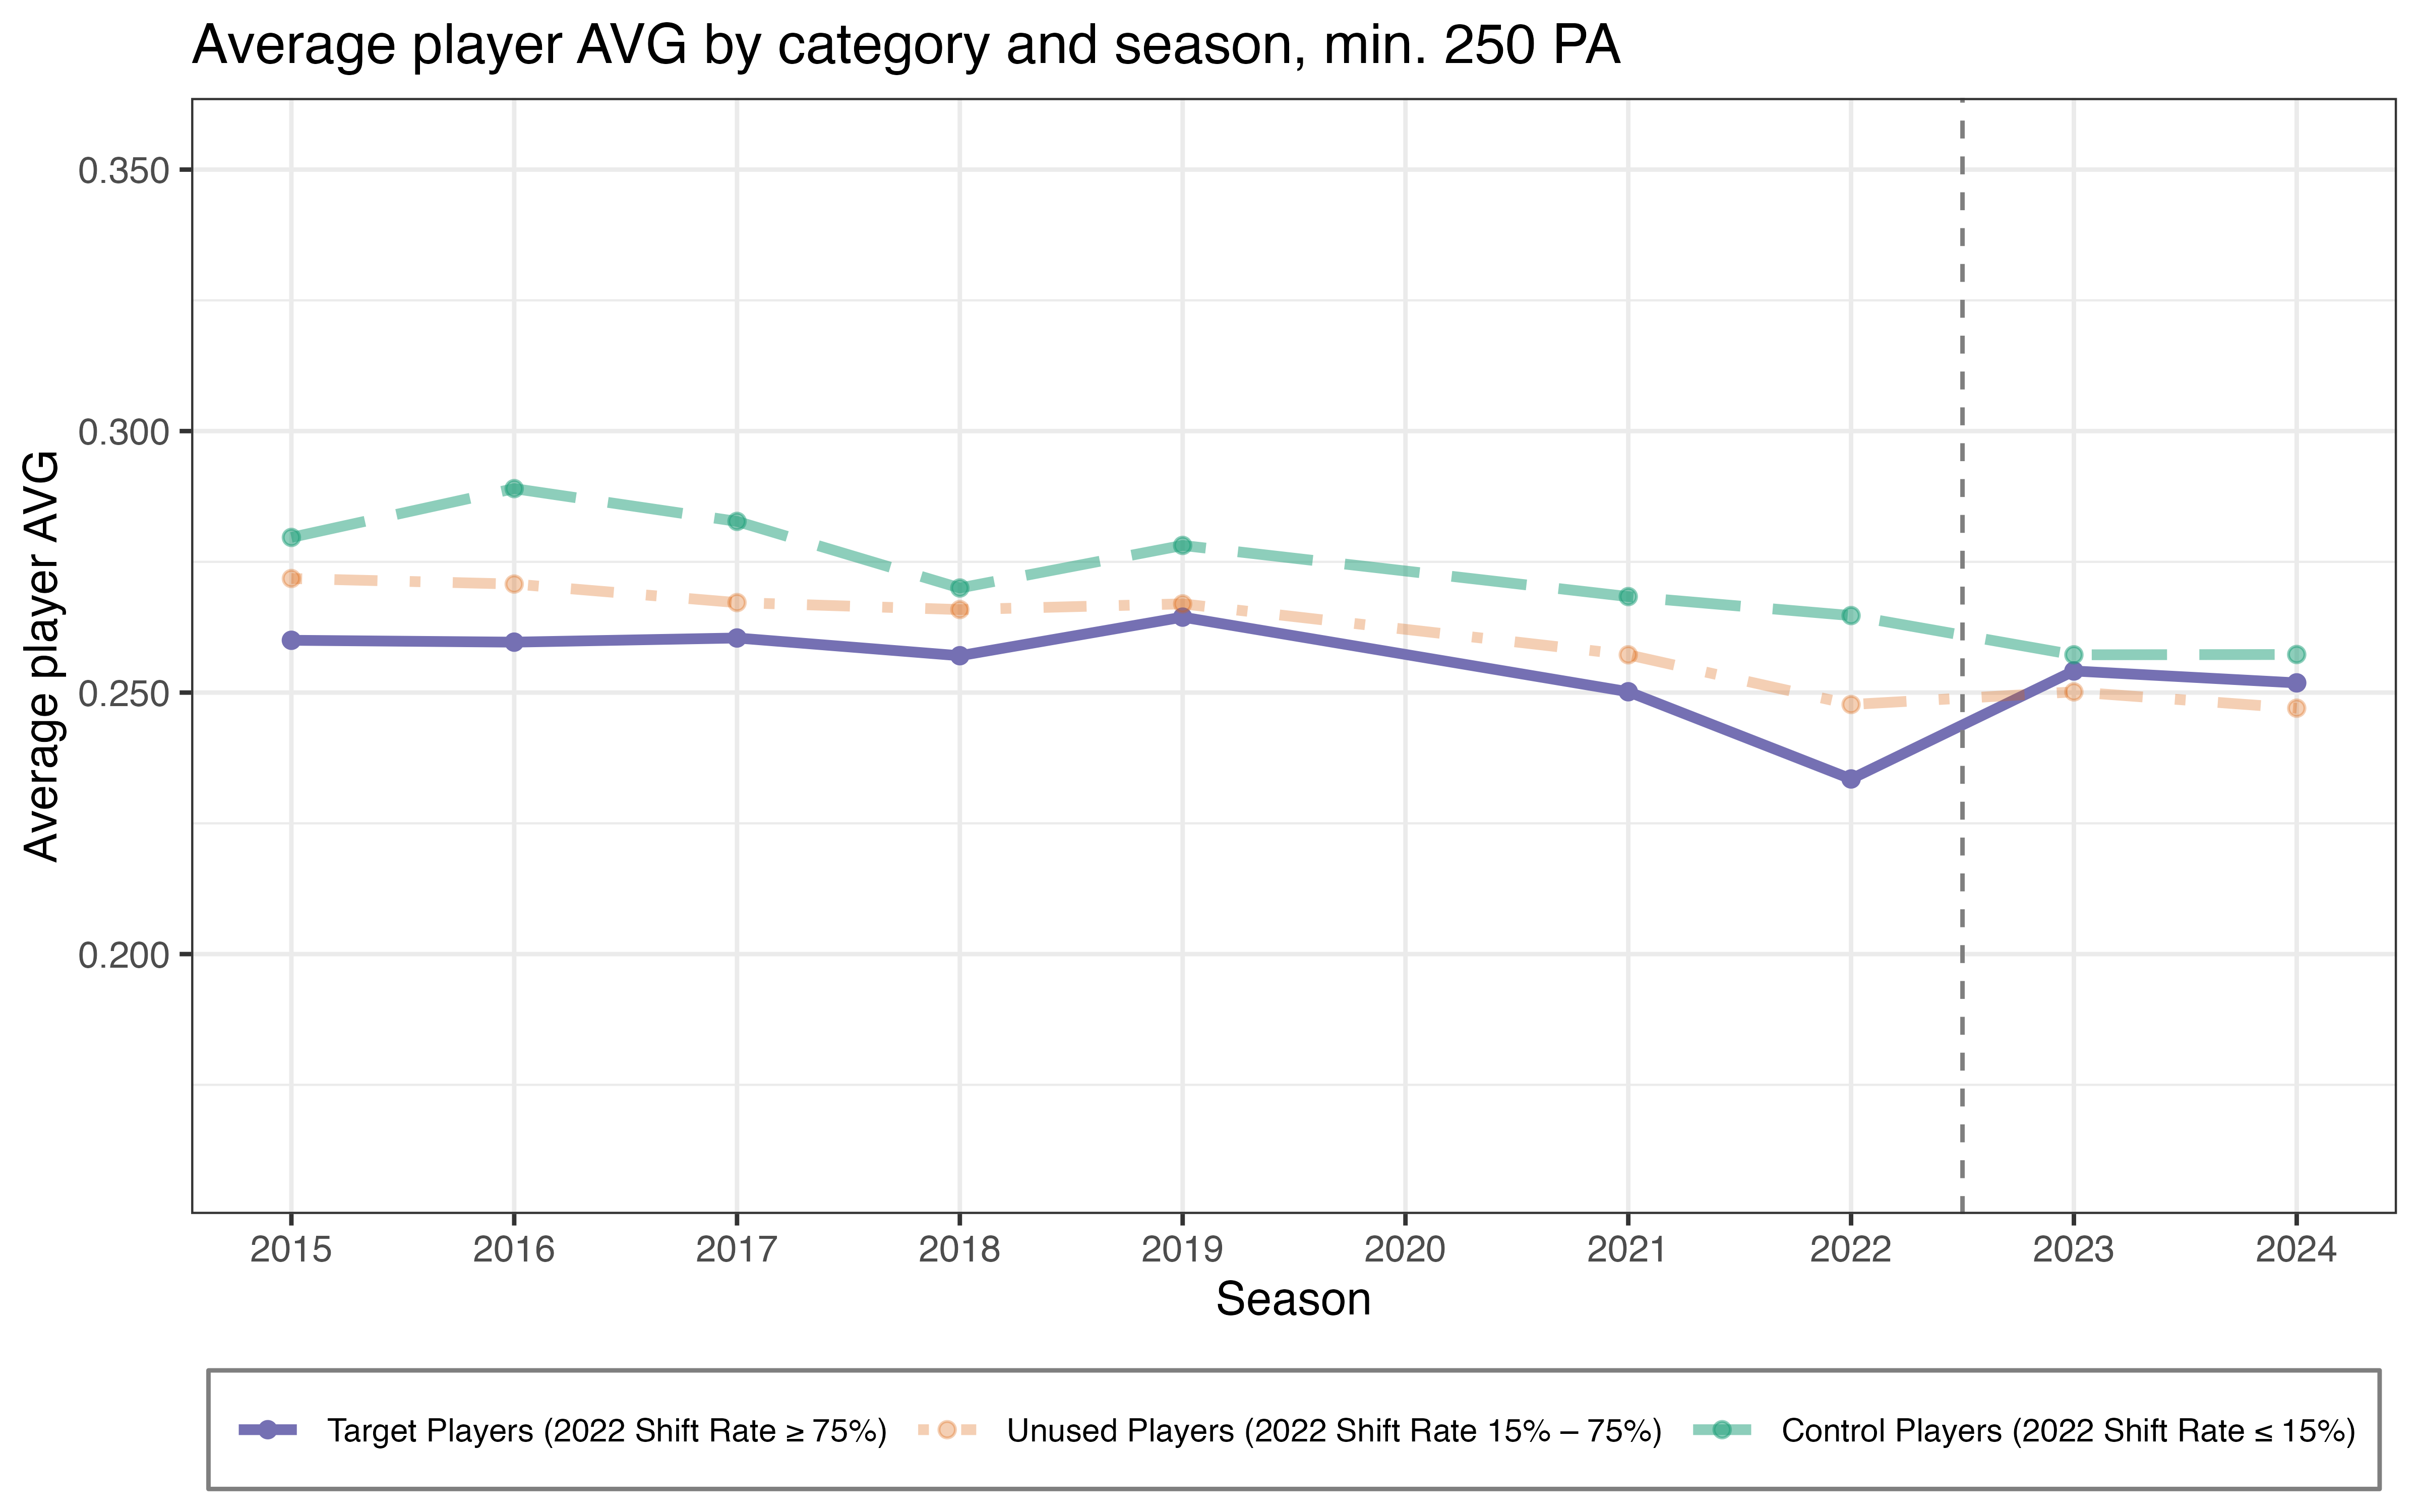 Average player AVG by category and season, min. 250 PA
Average player AVG
0.350
0.300
0.250
0.200
2015 2016 2017 2018 2019 2020 2021 2022 2023 2024
Season
Target Players (2022 Shift Rate ≥ 75%) Unused Players (2022 Shift Rate 15% – 75%) Control Players (2022 Shift Rate ≤ 15%)